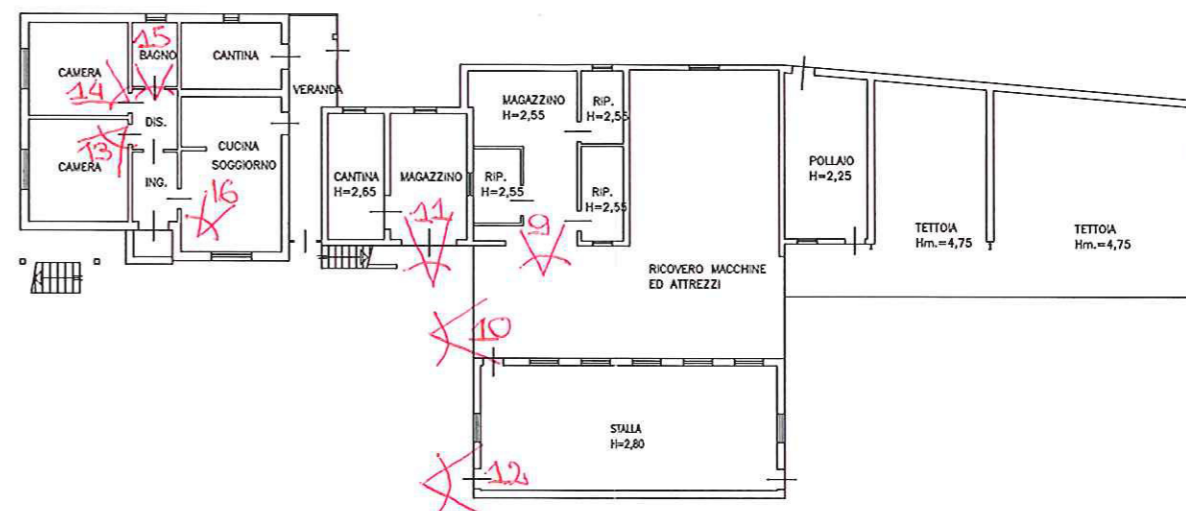 15
BAGNO
CANTINA
CAMERA
14
VERANDA
DIS.
13
CAMERA
CUCINA
SOGGIORNO
ING.
16
CANTINA
H=2,65
MAGAZZINO
11
MAGAZZINO
H=2,55
RIP.
H=2,55
RIP.
H=2,55
RIP.
H=2,55
9
POLLAIO
H=2,25
TETTOIA
Hm.=4,75
TETTOIA
Hm.=4,75
RICOVERO MACCHINE
ED ATTREZZI
10
STALLA
H=2,80
12